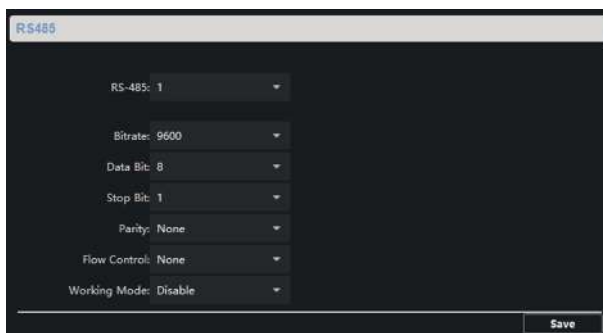 RS485
RS-485: 1
Bitrate: 9600
Data Bit: 8
Stop Bit: 1
Parity: None
Flow Control: None
Working Mode: Disable
Save